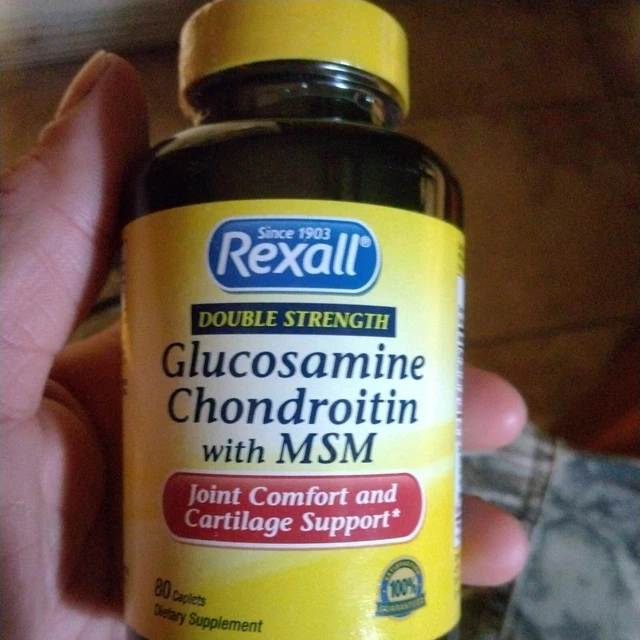 Since 1903
Rexall®
DOUBLE STRENGTH
Glucosamine
Chondroitin
with MSM
Joint Comfort and
Cartilage Support*
100%
80 Caplets
Dietary Supplement